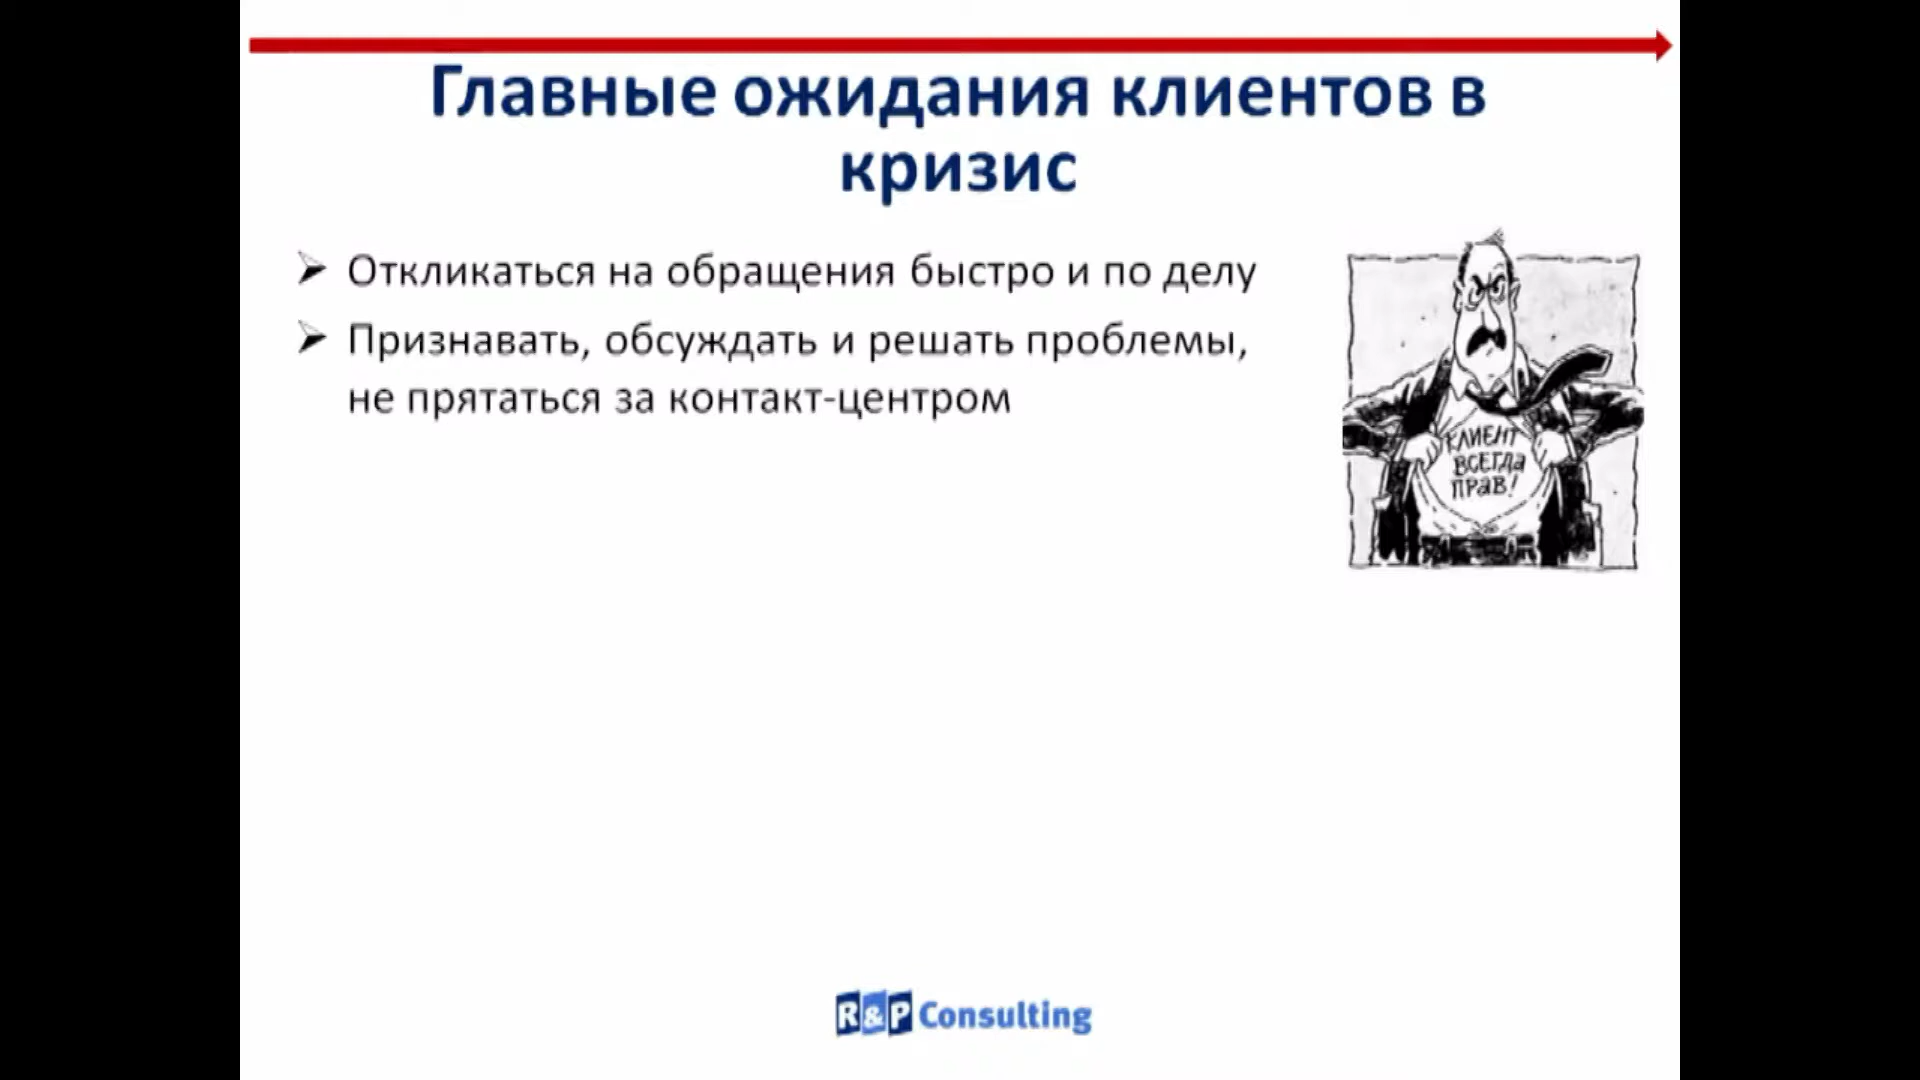 Главные ожидания клиентов в
кризис
Откликаться на обращения быстро и по делу
Признавать, обсуждать и решать проблемы,
не прятаться за контакт-центром
КЛИЕНТ
ВСЕГДА
ПРАВ!
R&P Consulting